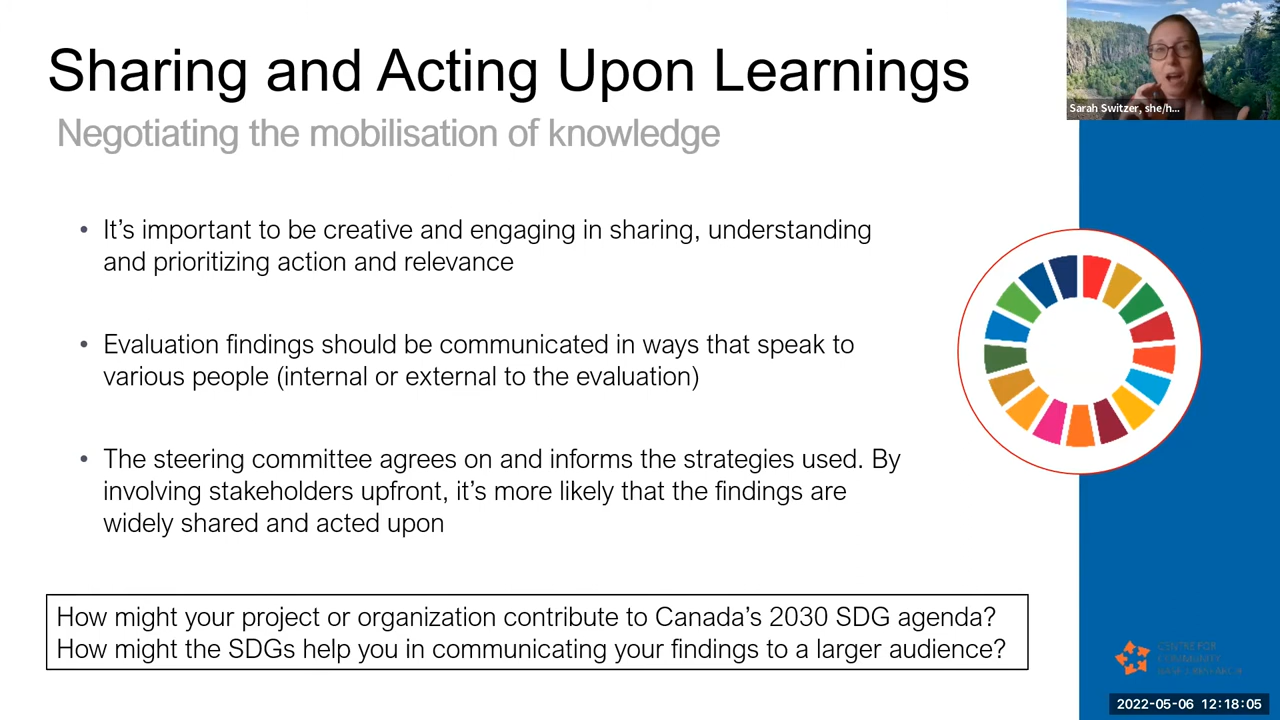 Sharing and Acting Upon Learnings
Negotiating the mobilisation of knowledge
Sarah Switzer, she/h...
• It's important to be creative and engaging in sharing, understanding
and prioritizing action and relevance
• Evaluation findings should be communicated in ways that speak to
various people (internal or external to the evaluation)
• The steering committee agrees on and informs the strategies used. By
involving stakeholders upfront, it's more likely that the findings are
widely shared and acted upon
How might your project or organization contribute to Canada's 2030 SDG agenda?
How might the SDGs help you in communicating your findings to a larger audience?
CENTRE FOR
COMMUNITY
BASED RESEARCH
2022-05-06 12:18:05